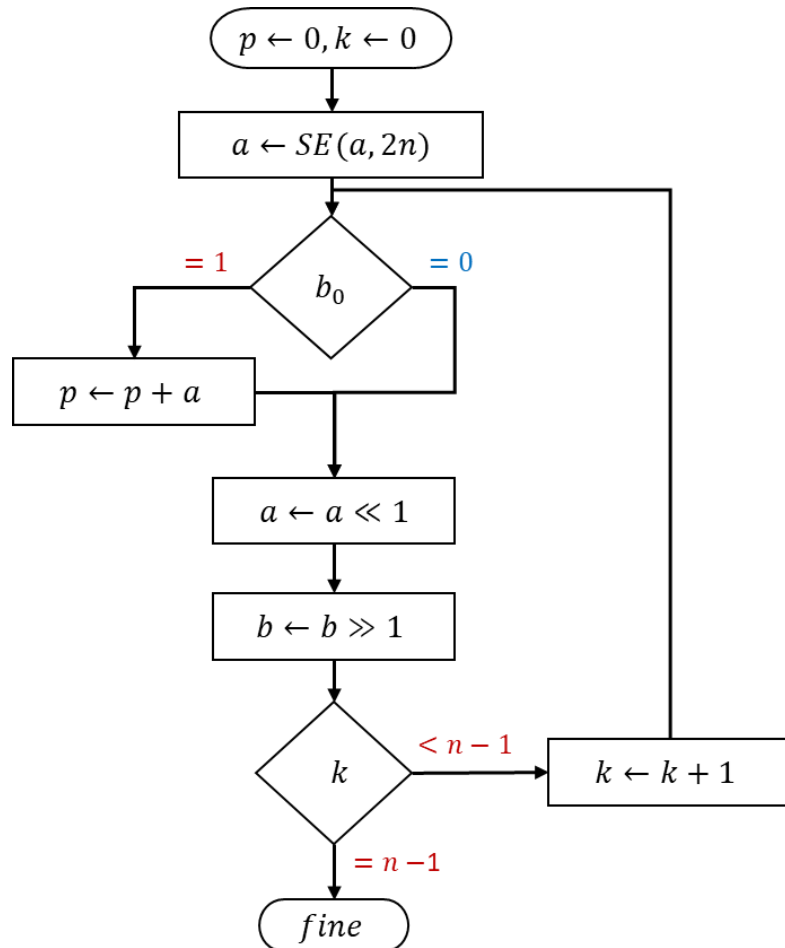 p ← 0, k ← 0
a ← SE(a, 2n)
= 1
= 0
b₀
p ← p + a
a ← a ≪ 1
b ← b ≫ 1
k
< n − 1
k ← k + 1
= n − 1
fine